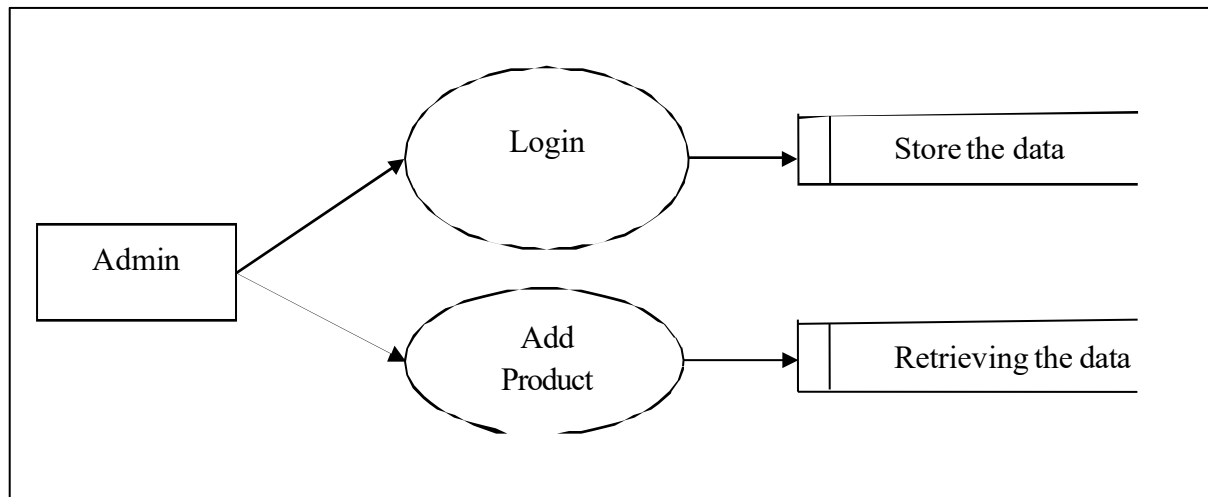 Login
Store the data
Admin
Add
Product
Retrieving the data